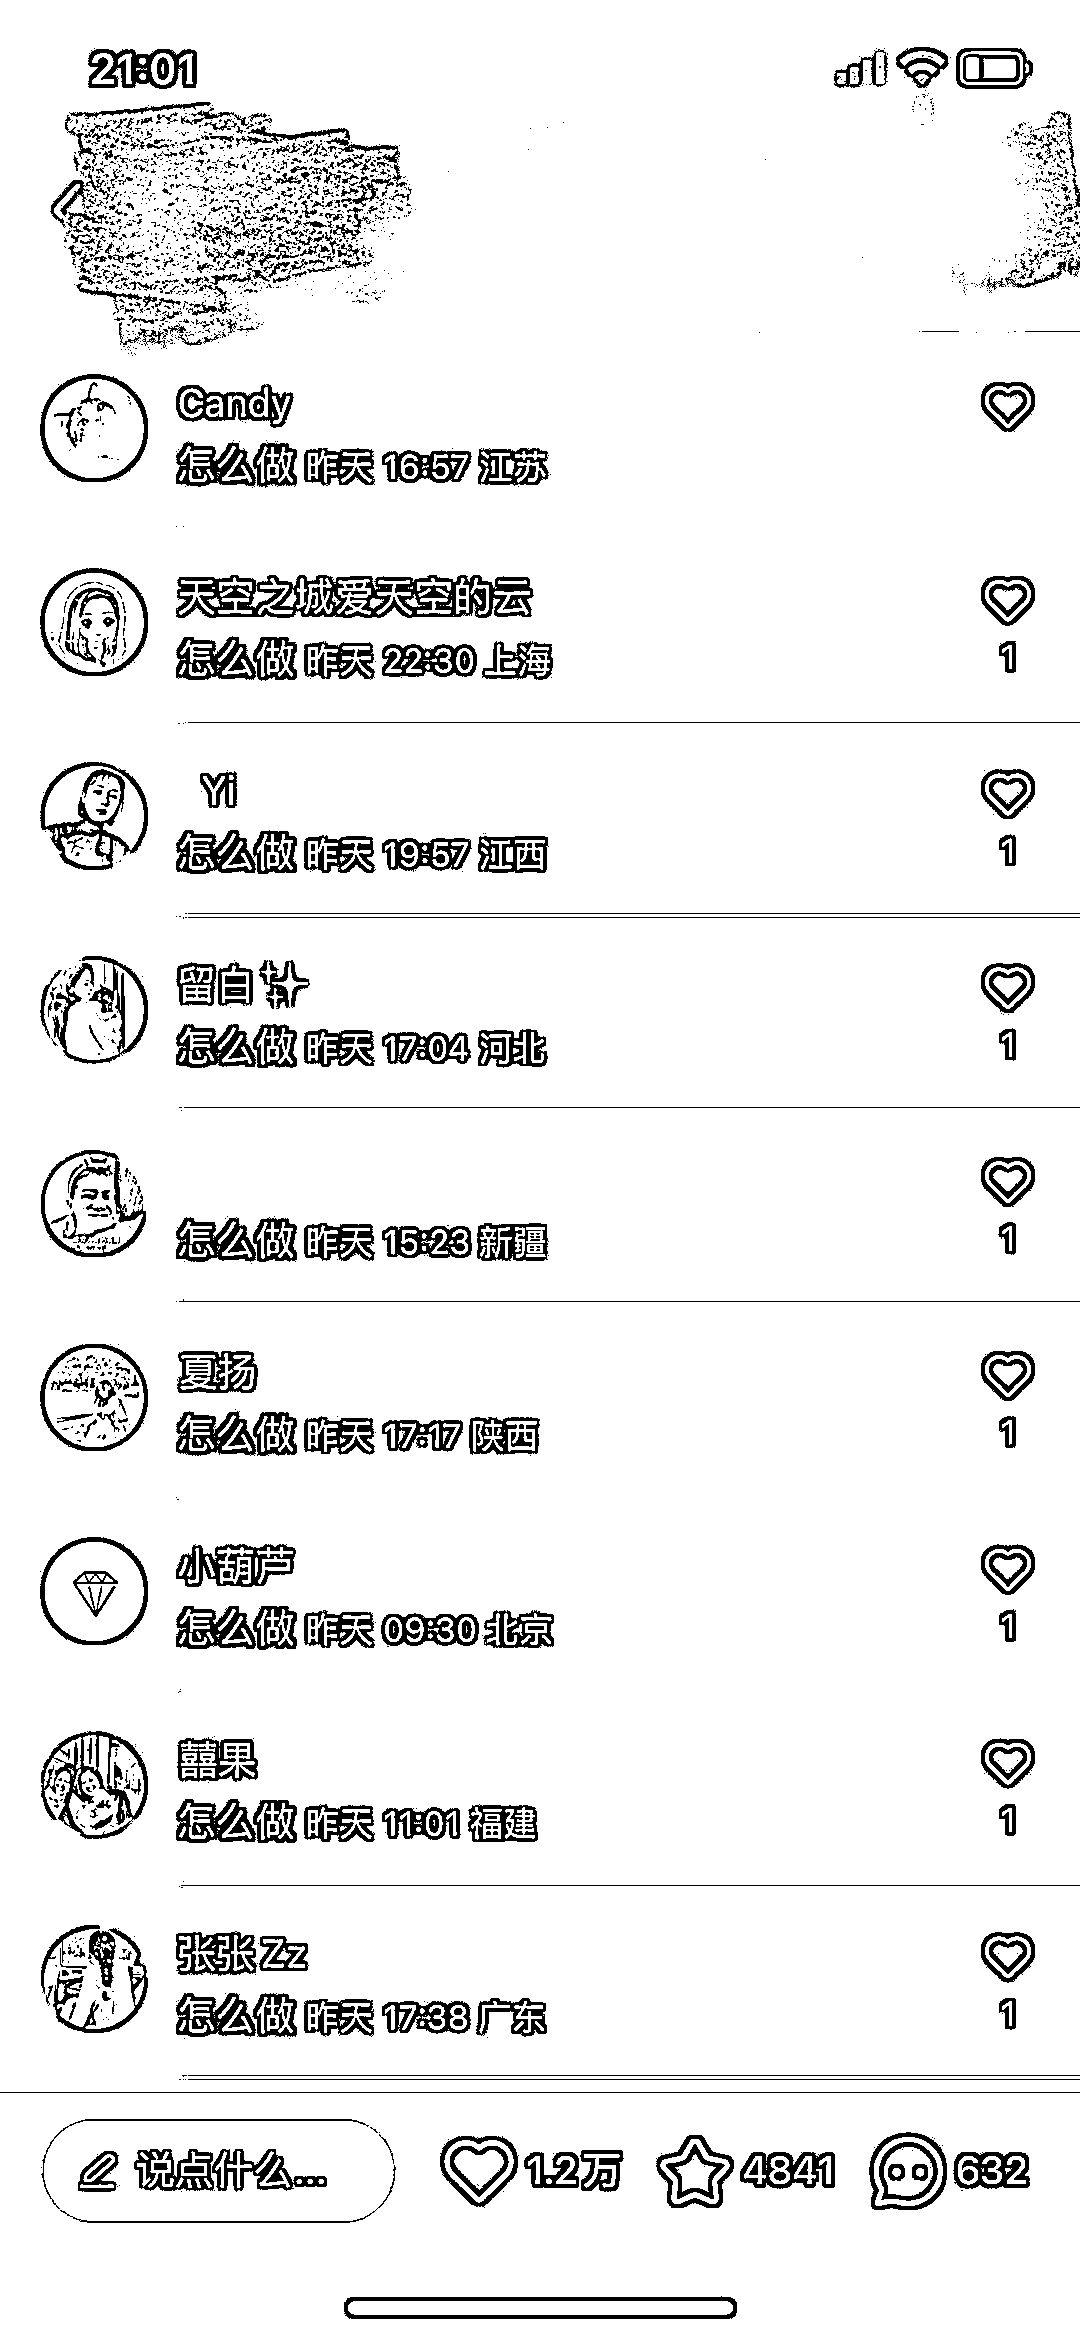 21:01
Candy
怎么做 昨天 16:57 江苏
天空之城爱天空的云
怎么做 昨天 22:30 上海
1
Yi
怎么做 昨天 19:57 江西
1
留白
怎么做 昨天 17:04 河北
1
怎么做 昨天 15:23 新疆
1
夏扬
怎么做 昨天 17:17 陕西
1
小葫芦
怎么做 昨天 09:30 北京
1
囍果
怎么做 昨天 11:01 福建
1
张张 Zz
怎么做 昨天 17:38 广东
1
说点什么... 1.2万 4841 632